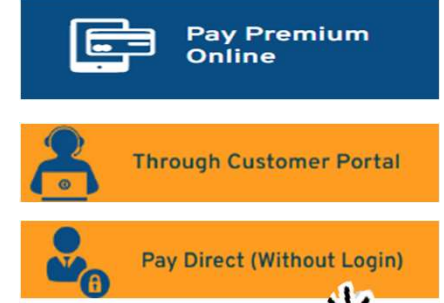 Pay Premium
Online
Through Customer Portal
Pay Direct (Without Login)